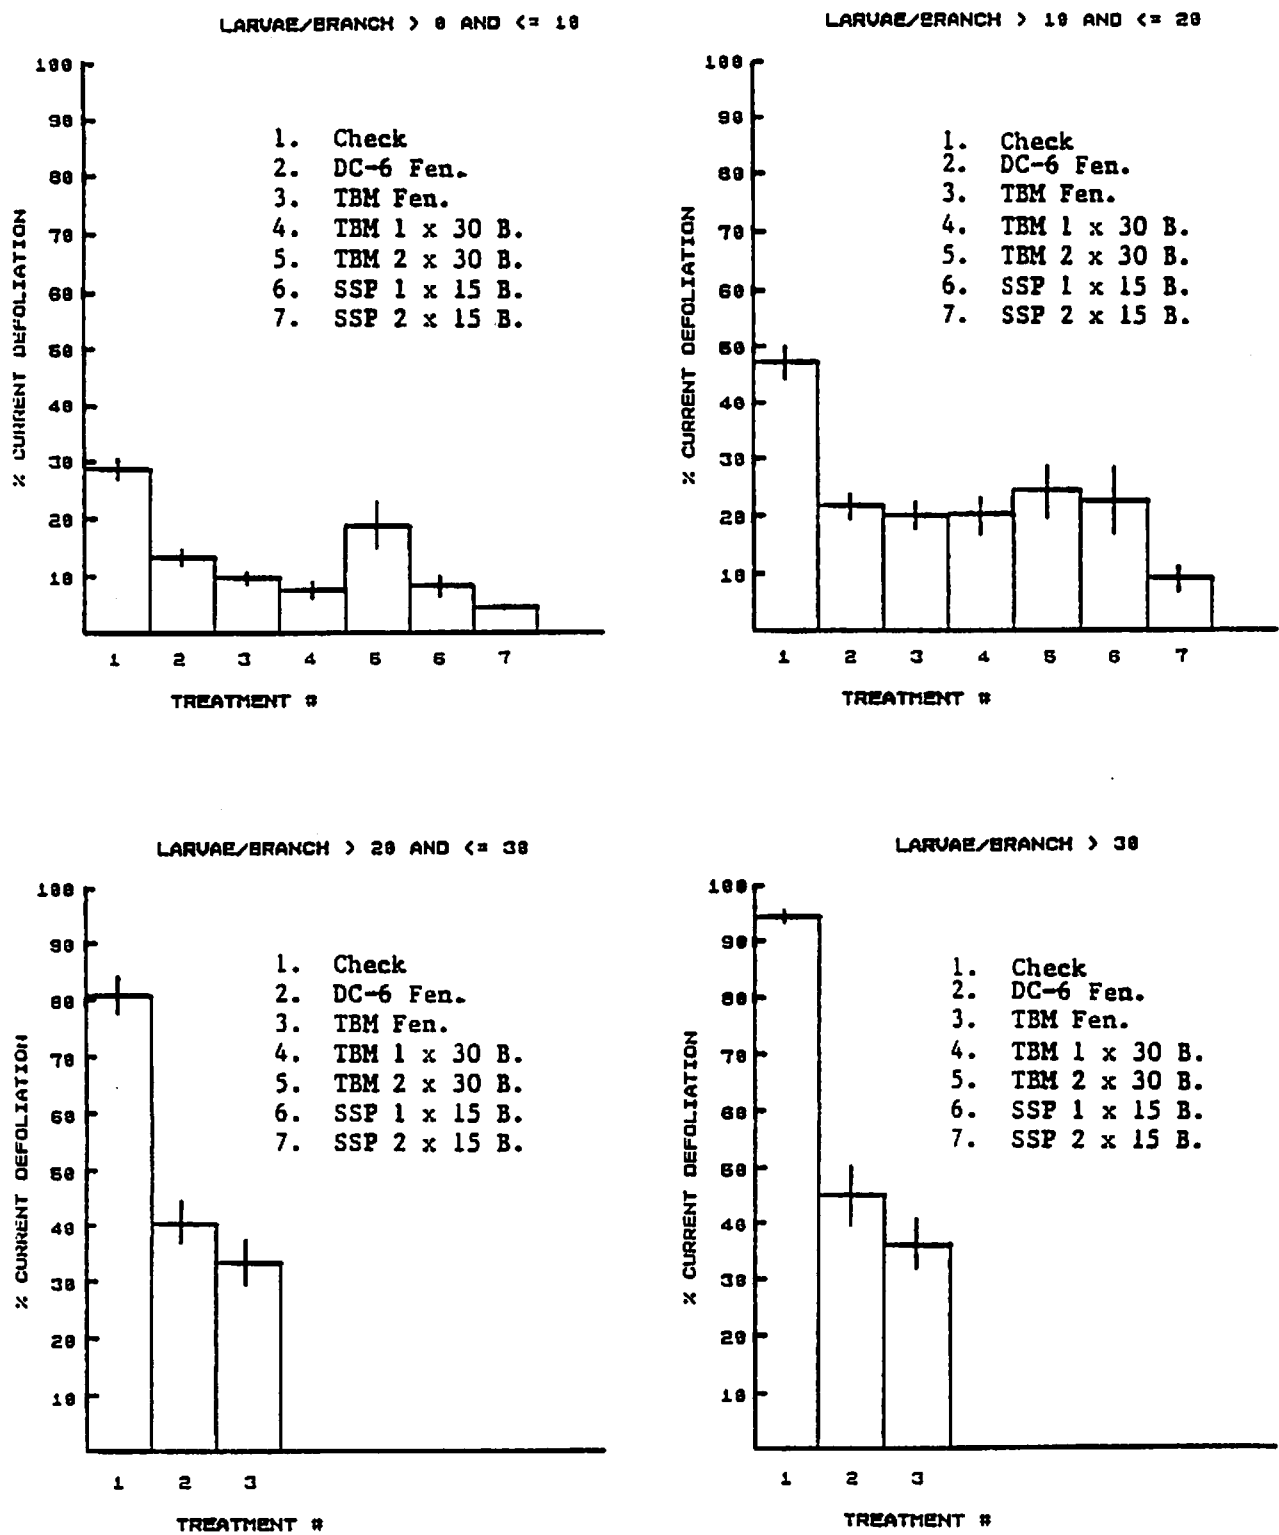 LARVAE/BRANCH > 0 AND <= 10
100
90
80
70
60
50
40
30
20
10
% CURRENT DEFOLIATION
1. Check
2. DC-6 Fen.
3. TBM Fen.
4. TBM 1 x 30 B.
5. TBM 2 x 30 B.
6. SSP 1 x 15 B.
7. SSP 2 x 15 B.
1 2 3 4 5 6 7
TREATMENT #
LARVAE/BRANCH > 10 AND <= 20
100
90
80
70
60
50
40
30
20
10
% CURRENT DEFOLIATION
1. Check
2. DC-6 Fen.
3. TBM Fen.
4. TBM 1 x 30 B.
5. TBM 2 x 30 B.
6. SSP 1 x 15 B.
7. SSP 2 x 15 B.
1 2 3 4 5 6 7
TREATMENT #
LARVAE/BRANCH > 20 AND <= 30
100
90
80
70
60
50
40
30
20
10
% CURRENT DEFOLIATION
1. Check
2. DC-6 Fen.
3. TBM Fen.
4. TBM 1 x 30 B.
5. TBM 2 x 30 B.
6. SSP 1 x 15 B.
7. SSP 2 x 15 B.
1 2 3
TREATMENT #
LARVAE/BRANCH > 30
100
90
80
70
60
50
40
30
20
10
% CURRENT DEFOLIATION
1. Check
2. DC-6 Fen.
3. TBM Fen.
4. TBM 1 x 30 B.
5. TBM 2 x 30 B.
6. SSP 1 x 15 B.
7. SSP 2 x 15 B.
1 2 3
TREATMENT #